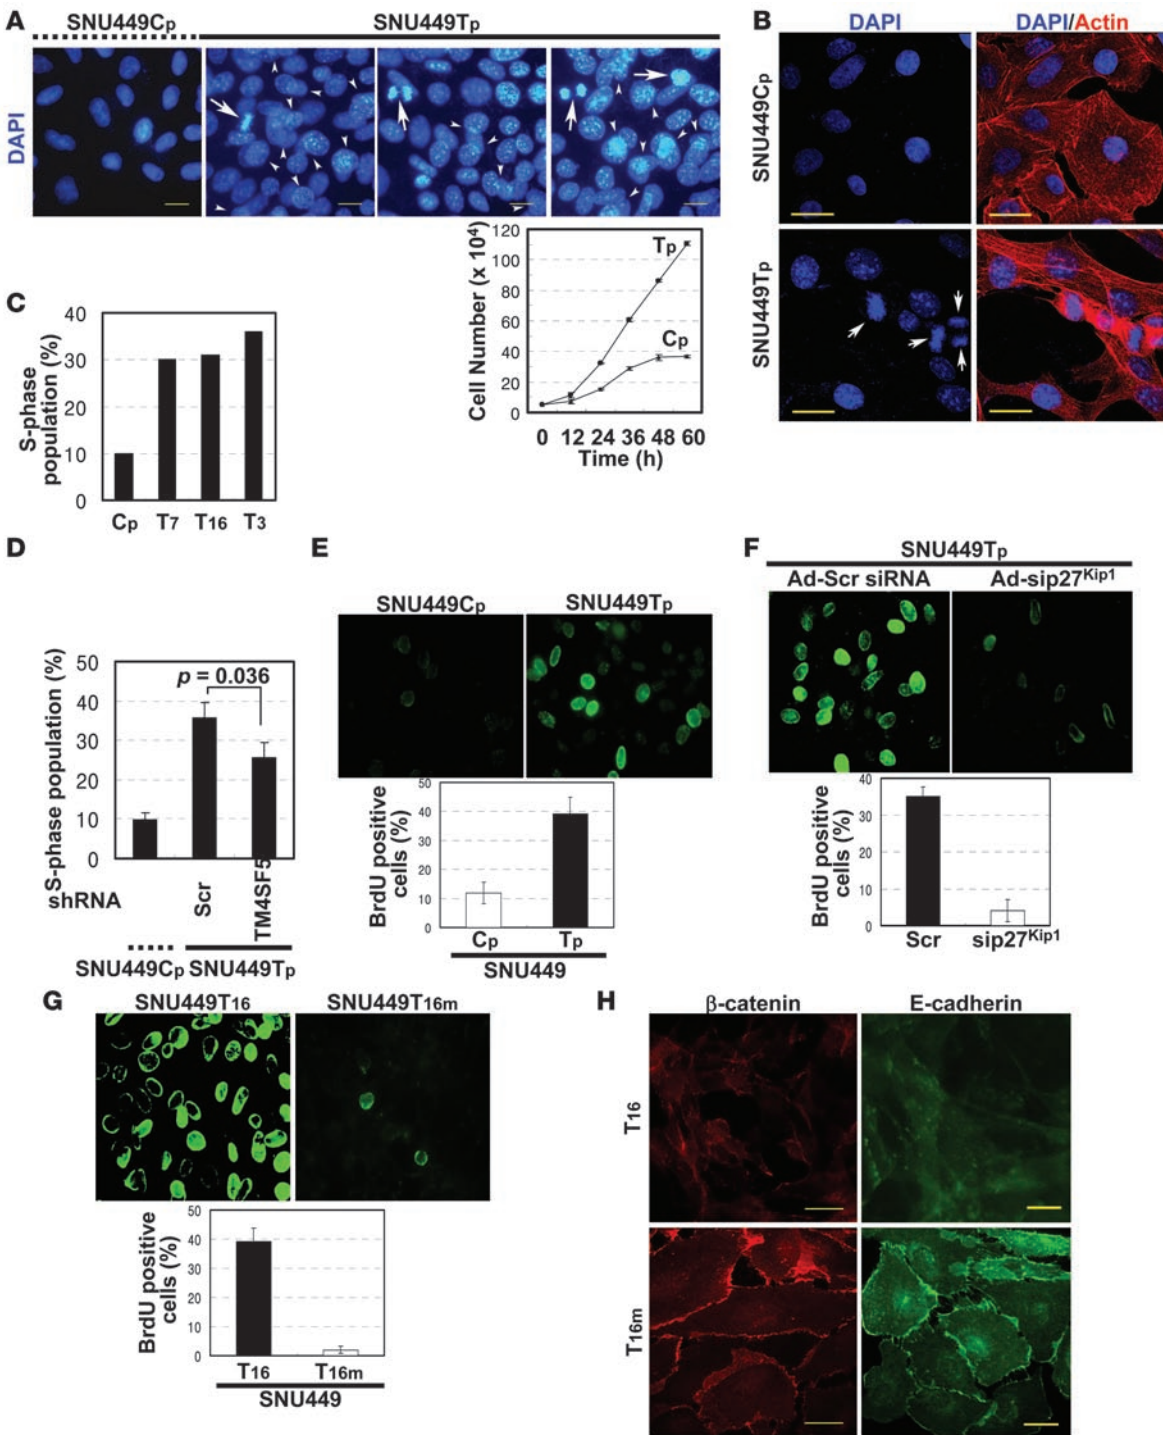 A
SNU449Cp
SNU449Tp
DAPI
B
DAPI
DAPI/Actin
SNU449Cp
SNU449Tp
Cell Number (x 10⁴)
120
100
80
60
40
20
0
Tp
Cp
0 12 24 36 48 60
Time (h)
C
S-phase
population (%)
40
30
20
10
0
Cp T7 T16 T3
D
S-phase population (%)
50
40
30
20
10
0
p = 0.036
shRNA
Scr
TM4SF5
SNU449Cp SNU449Tp
E
SNU449Cp
SNU449Tp
BrdU positive
cells (%)
50
40
30
20
10
0
Cp Tp
SNU449
F
SNU449Tp
Ad-Scr siRNA
Ad-sip27Kip1
BrdU positive
cells (%)
40
30
20
10
0
Scr sip27Kip1
G
SNU449T16
SNU449T16m
BrdU positive
cells (%)
50
40
30
20
10
0
T16 T16m
SNU449
H
β-catenin
E-cadherin
T16
T16m